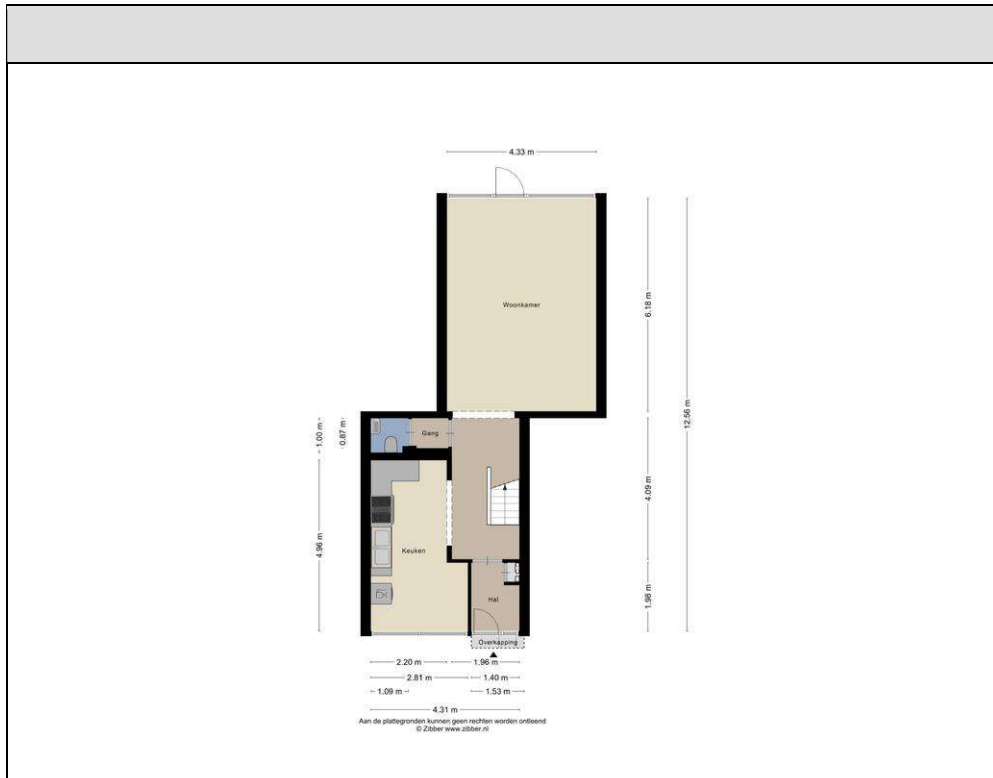 4.33 m
Woonkamer
6.18 m
12.56 m
1.00 m
0.87 m
Gang
4.09 m
4.96 m
Keuken
Hal
1.98 m
Overkapping
2.20 m
1.96 m
2.81 m
1.40 m
1.09 m
1.53 m
4.31 m
Aan de plattegronden kunnen geen rechten worden ontleend
© Zibber www.zibber.nl